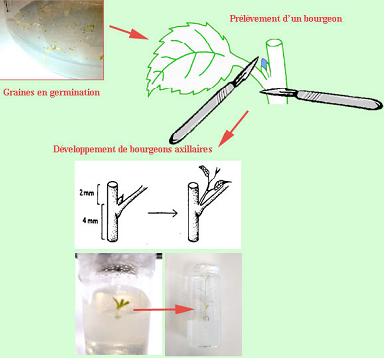 Prélèvement d'un bourgeon
Graines en germination
Développement de bourgeons axillaires
2mm
4mm